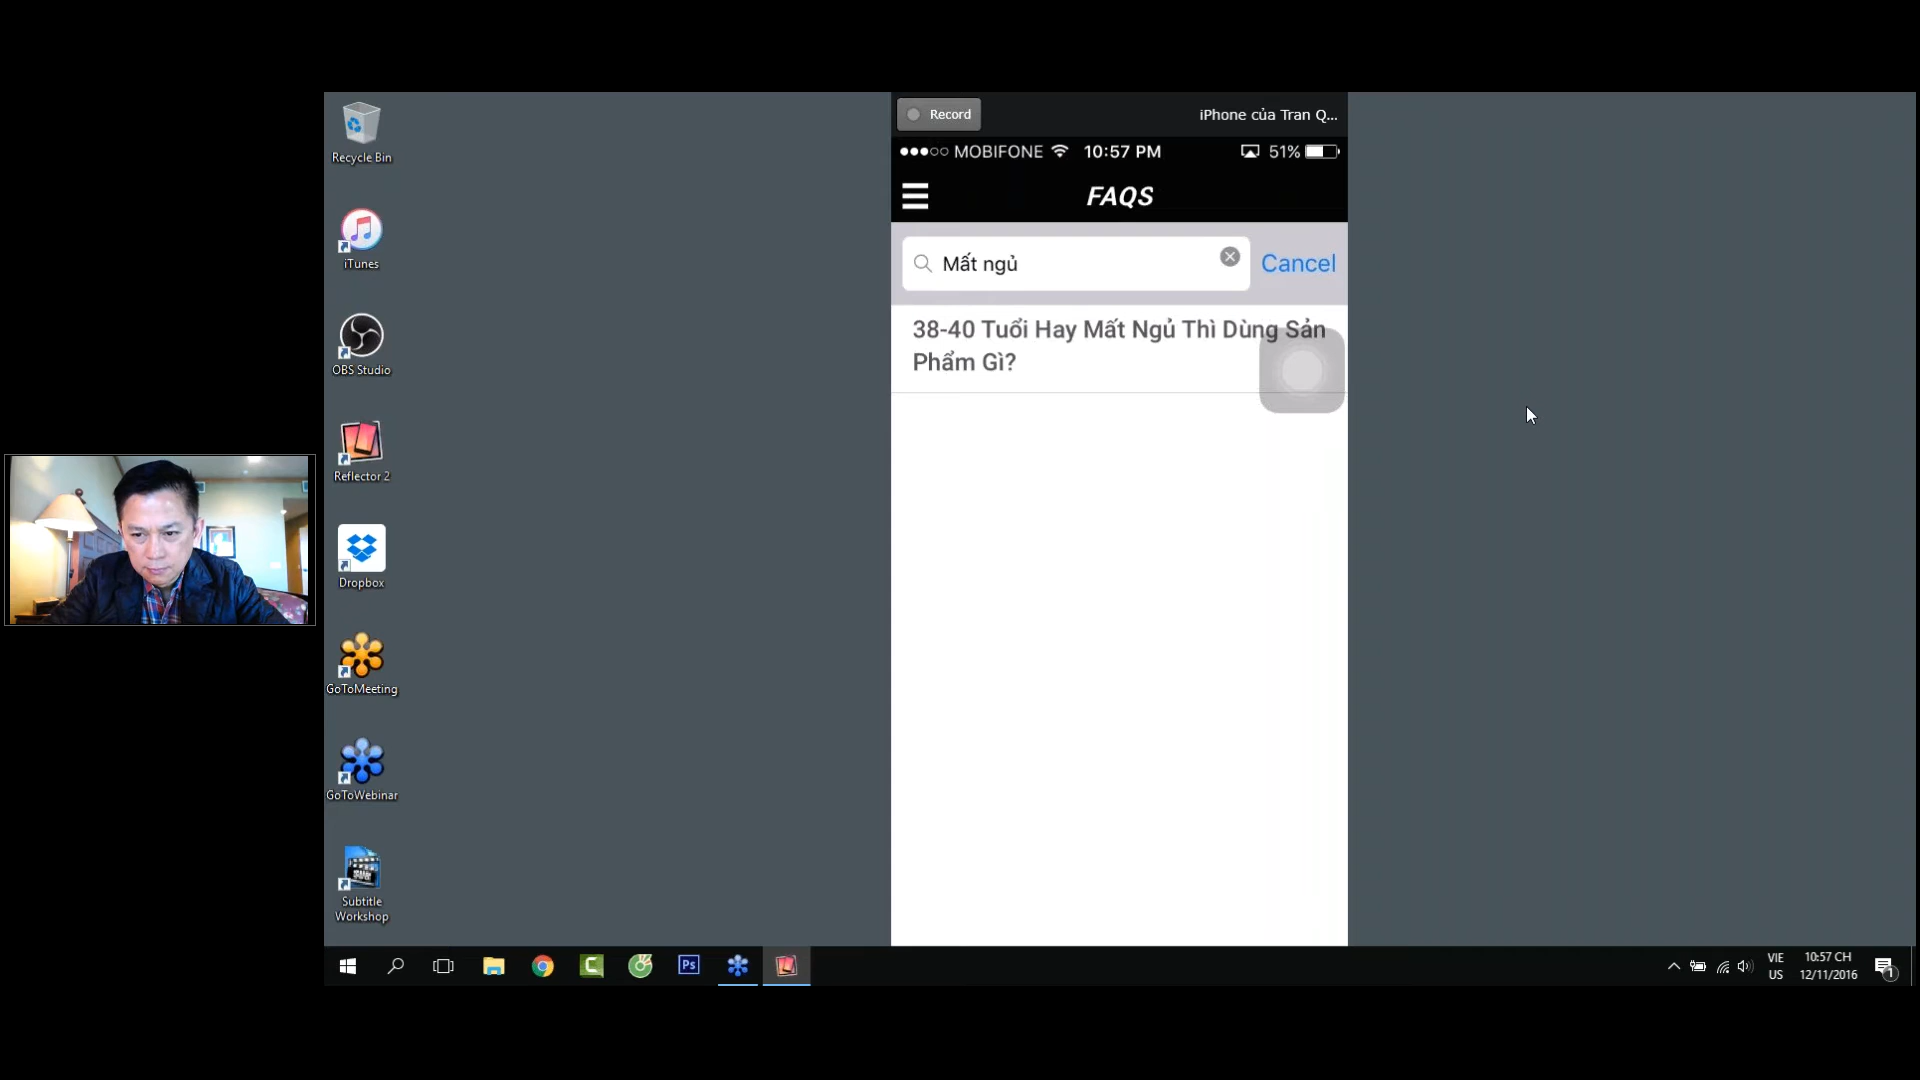 Recycle Bin
iTunes
OBS Studio
Reflector 2
Dropbox
GoToMeeting
GoToWebinar
Subtitle
Workshop
Record
iPhone của Tran Q...
MOBIFONE 10:57 PM 51%
FAQS
Mất ngủ Cancel
38-40 Tuổi Hay Mất Ngủ Thì Dùng Sản
Phẩm Gì?
Ps
VIE
US
10:57 CH
12/11/2016
1